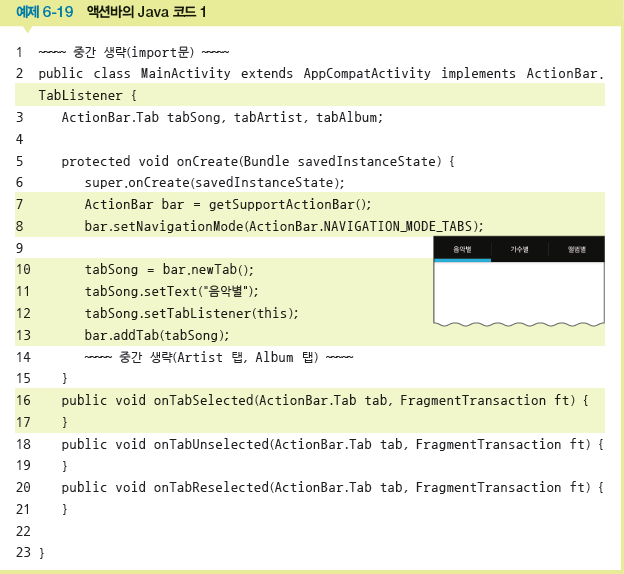 예제 6-19 액션바의 Java 코드 1
1 ~~~~ 중간 생략(import문) ~~~~
2 public class MainActivity extends AppCompatActivity implements ActionBar.
TabListener {
3 ActionBar.Tab tabSong, tabArtist, tabAlbum;
4
5 protected void onCreate(Bundle savedInstanceState) {
6 super.onCreate(savedInstanceState);
7 ActionBar bar = getSupportActionBar();
8 bar.setNavigationMode(ActionBar.NAVIGATION_MODE_TABS);
9
음악별 가수별 앨범별
10 tabSong = bar.newTab();
11 tabSong.setText("음악별");
12 tabSong.setTabListener(this);
13 bar.addTab(tabSong);
14 ~~~~ 중간 생략(Artist 탭, Album 탭) ~~~~
15 }
16 public void onTabSelected(ActionBar.Tab tab, FragmentTransaction ft) {
17 }
18 public void onTabUnselected(ActionBar.Tab tab, FragmentTransaction ft) {
19 }
20 public void onTabReselected(ActionBar.Tab tab, FragmentTransaction ft) {
21 }
22
23 }